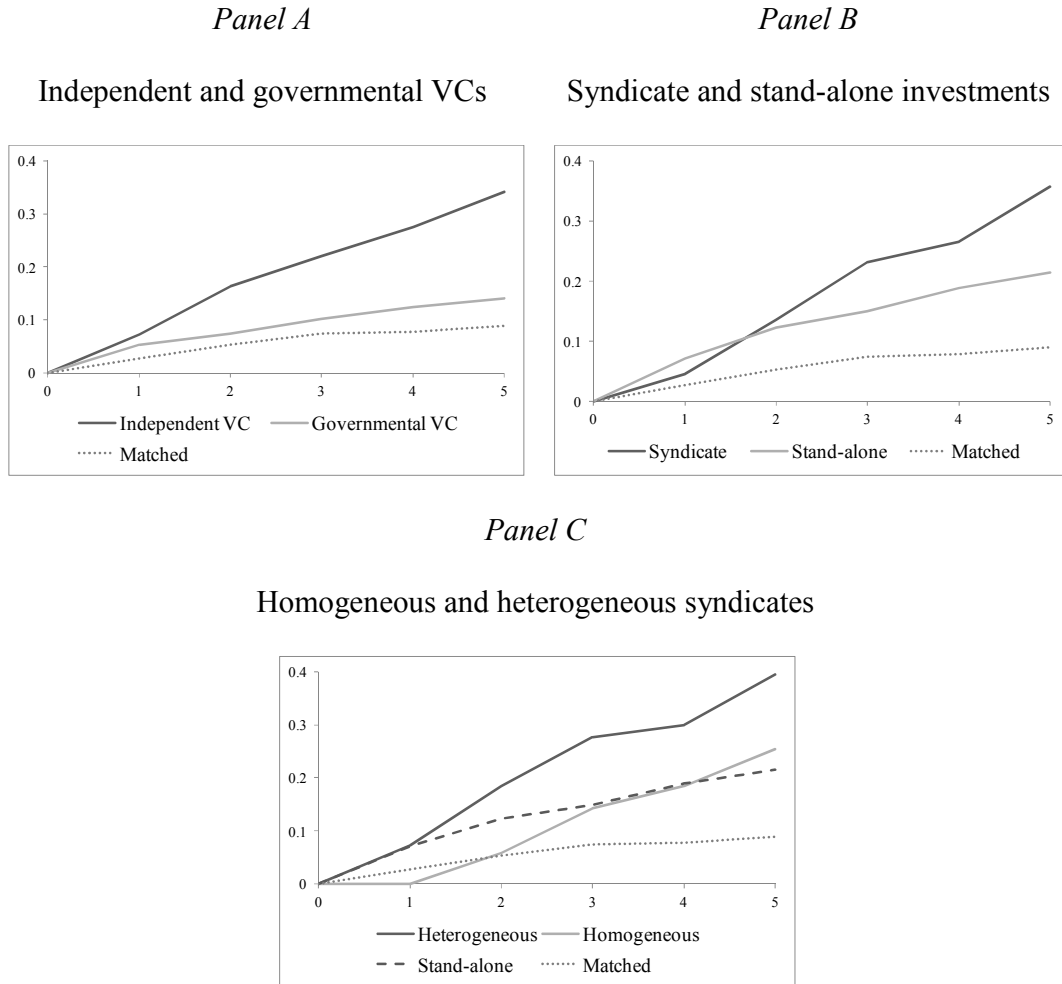 Panel A
Independent and governmental VCs
0.4
0.3
0.2
0.1
0
0 1 2 3 4 5
Independent VC Governmental VC
Matched
Panel B
Syndicate and stand-alone investments
0.4
0.3
0.2
0.1
0
0 1 2 3 4 5
Syndicate Stand-alone Matched
Panel C
Homogeneous and heterogeneous syndicates
0.4
0.3
0.2
0.1
0
0 1 2 3 4 5
Heterogeneous Homogeneous
Stand-alone Matched